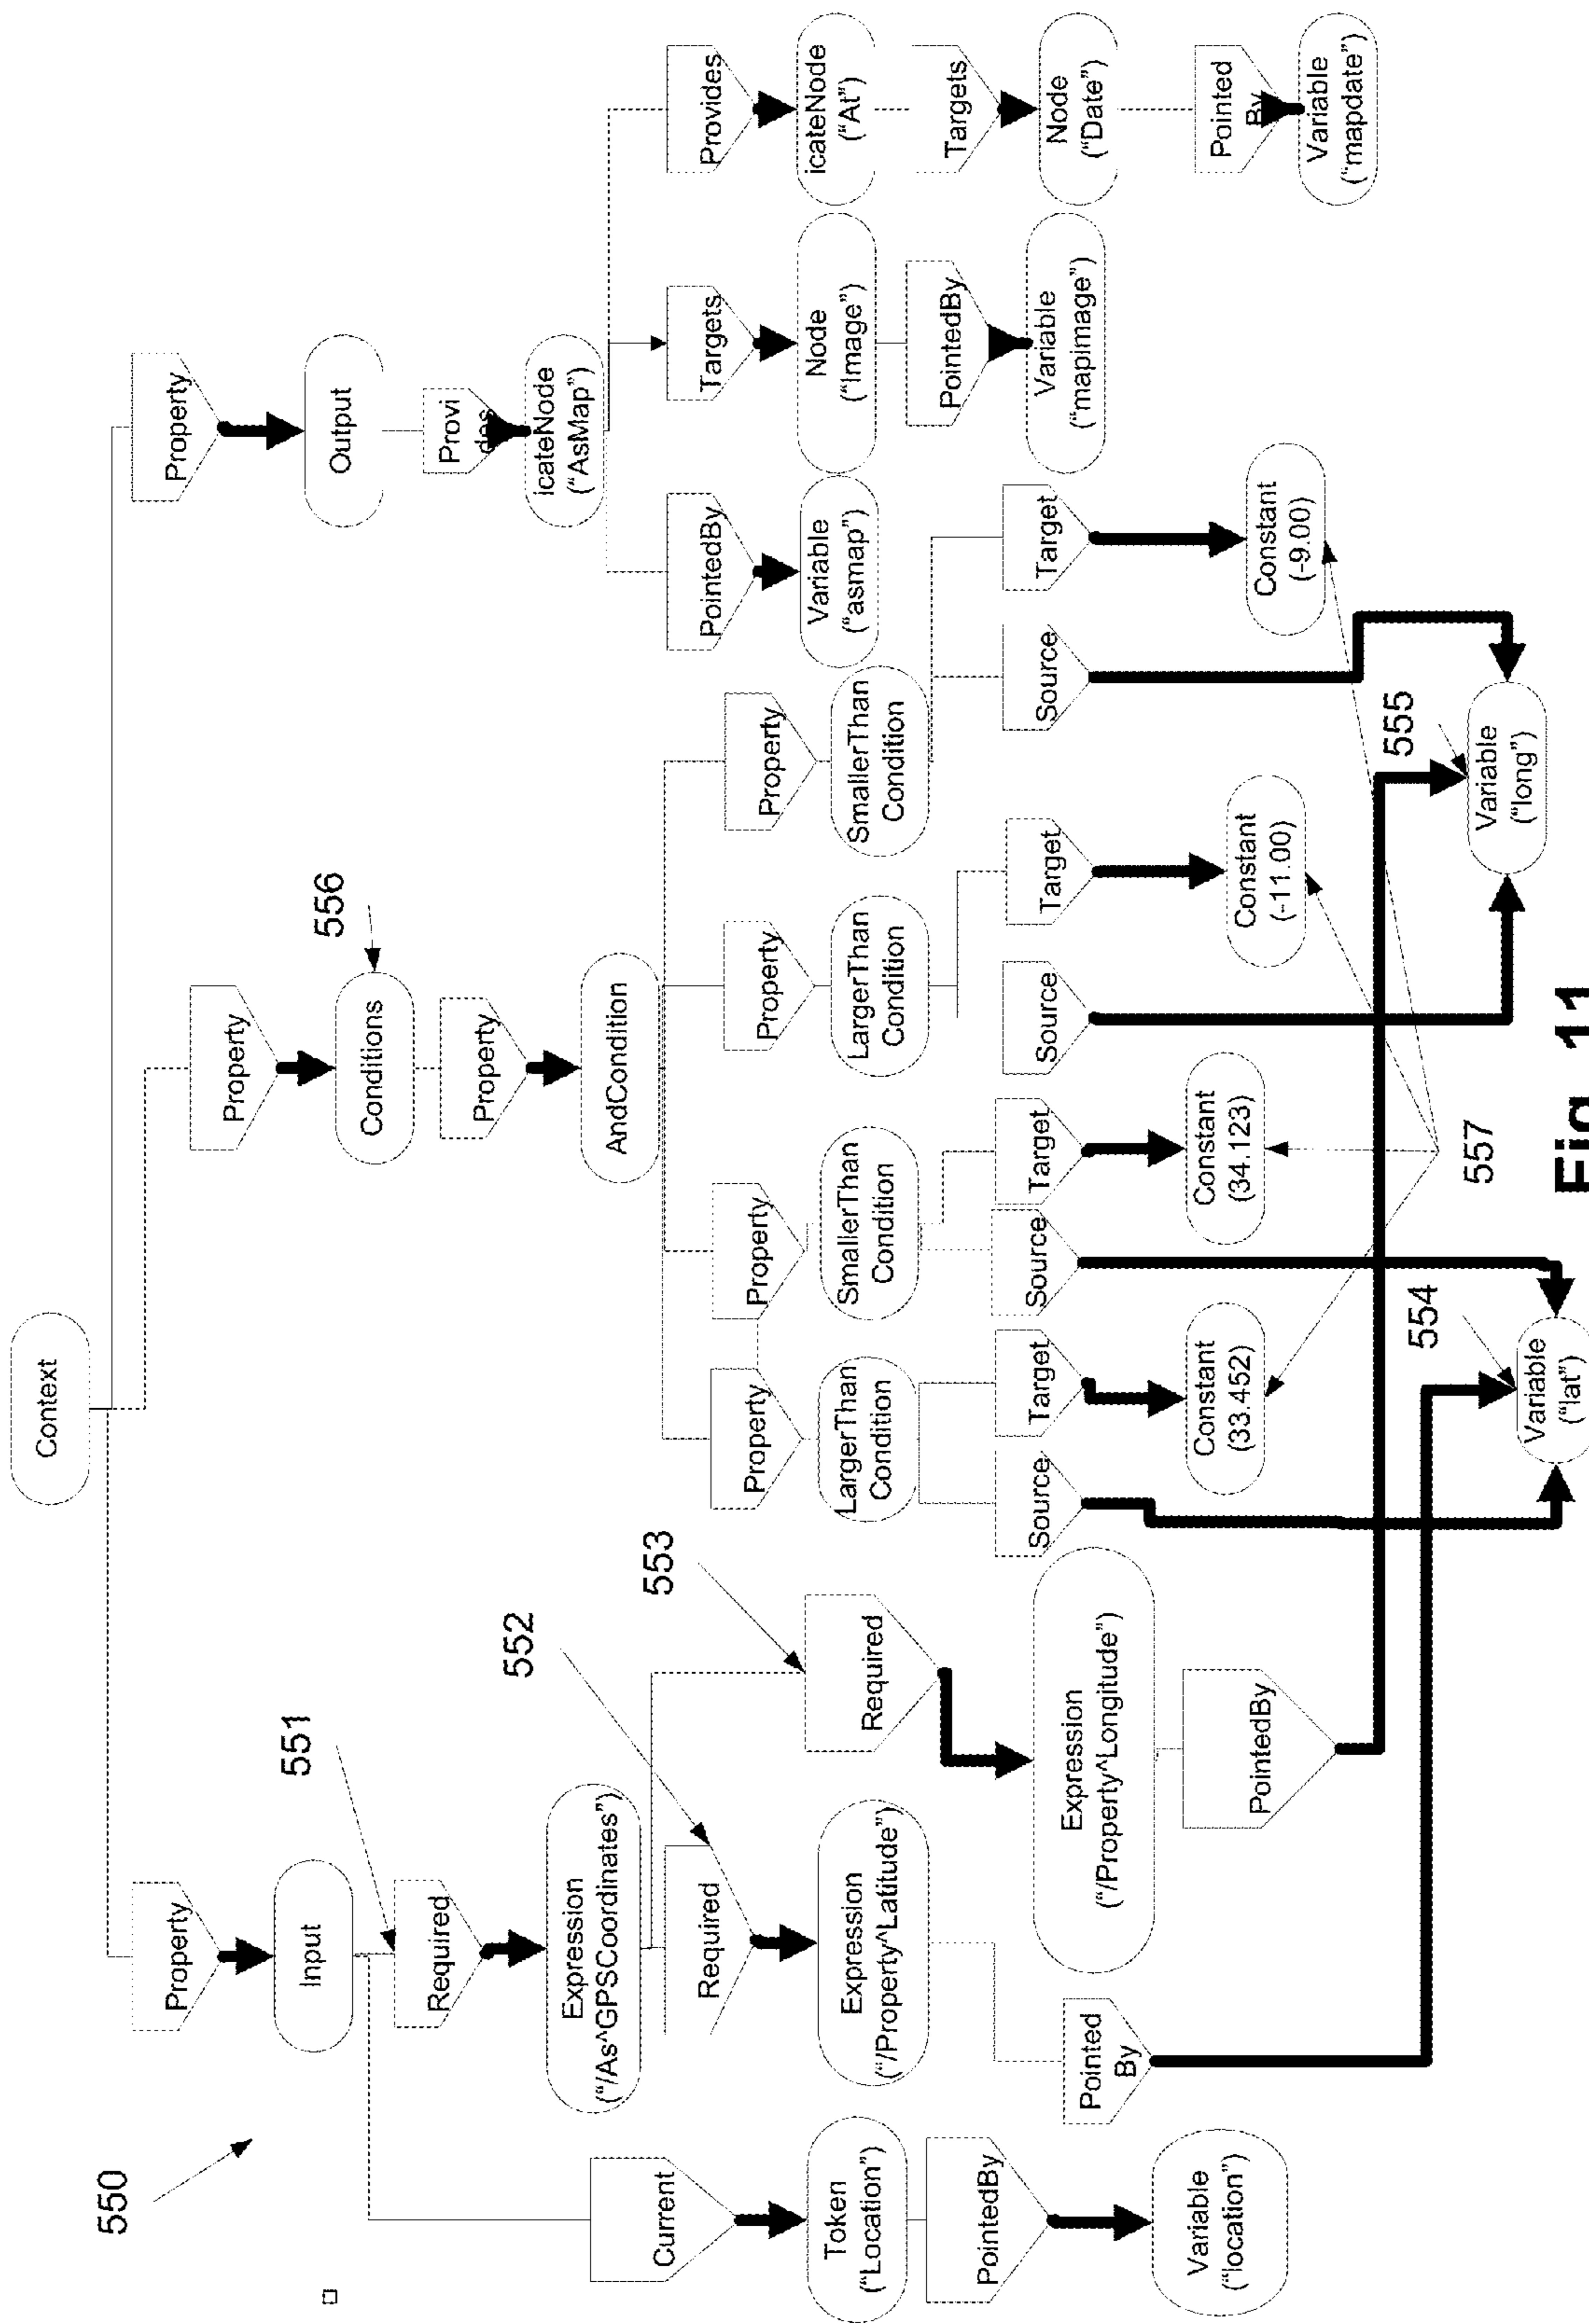 Context
Property
Property
Property
Input
Conditions
556
Output
550
551
Required
Property
Provi
des
Expression
("/As^GPSCoordinates")
AndCondition
icateNode
("AsMap")
552
553
Current
Required
Required
Property
Property
Property
Property
PointedBy
Targets
Provides
Token
("Location")
Expression
("/Property^Latitude")
LargerThan
Condition
SmallerThan
Condition
LargerThan
Condition
SmallerThan
Condition
Variable
("asmap")
Node
("Image")
icateNode
("At")
PointedBy
PointedBy
Targets
Source
Target
Source
Target
Source
Target
Source
Target
Expression
("/Property^Longitude")
Variable
("mapimage")
Node
("Date")
Pointed
By
Variable
("location")
PointedBy
Constant
(33.452)
Constant
(34.123)
Constant
(-11.00)
Constant
(-9.00)
Pointed
By
Variable
("mapdate")
554
557
555
Variable
("lat")
Variable
("long")
Fig. 11